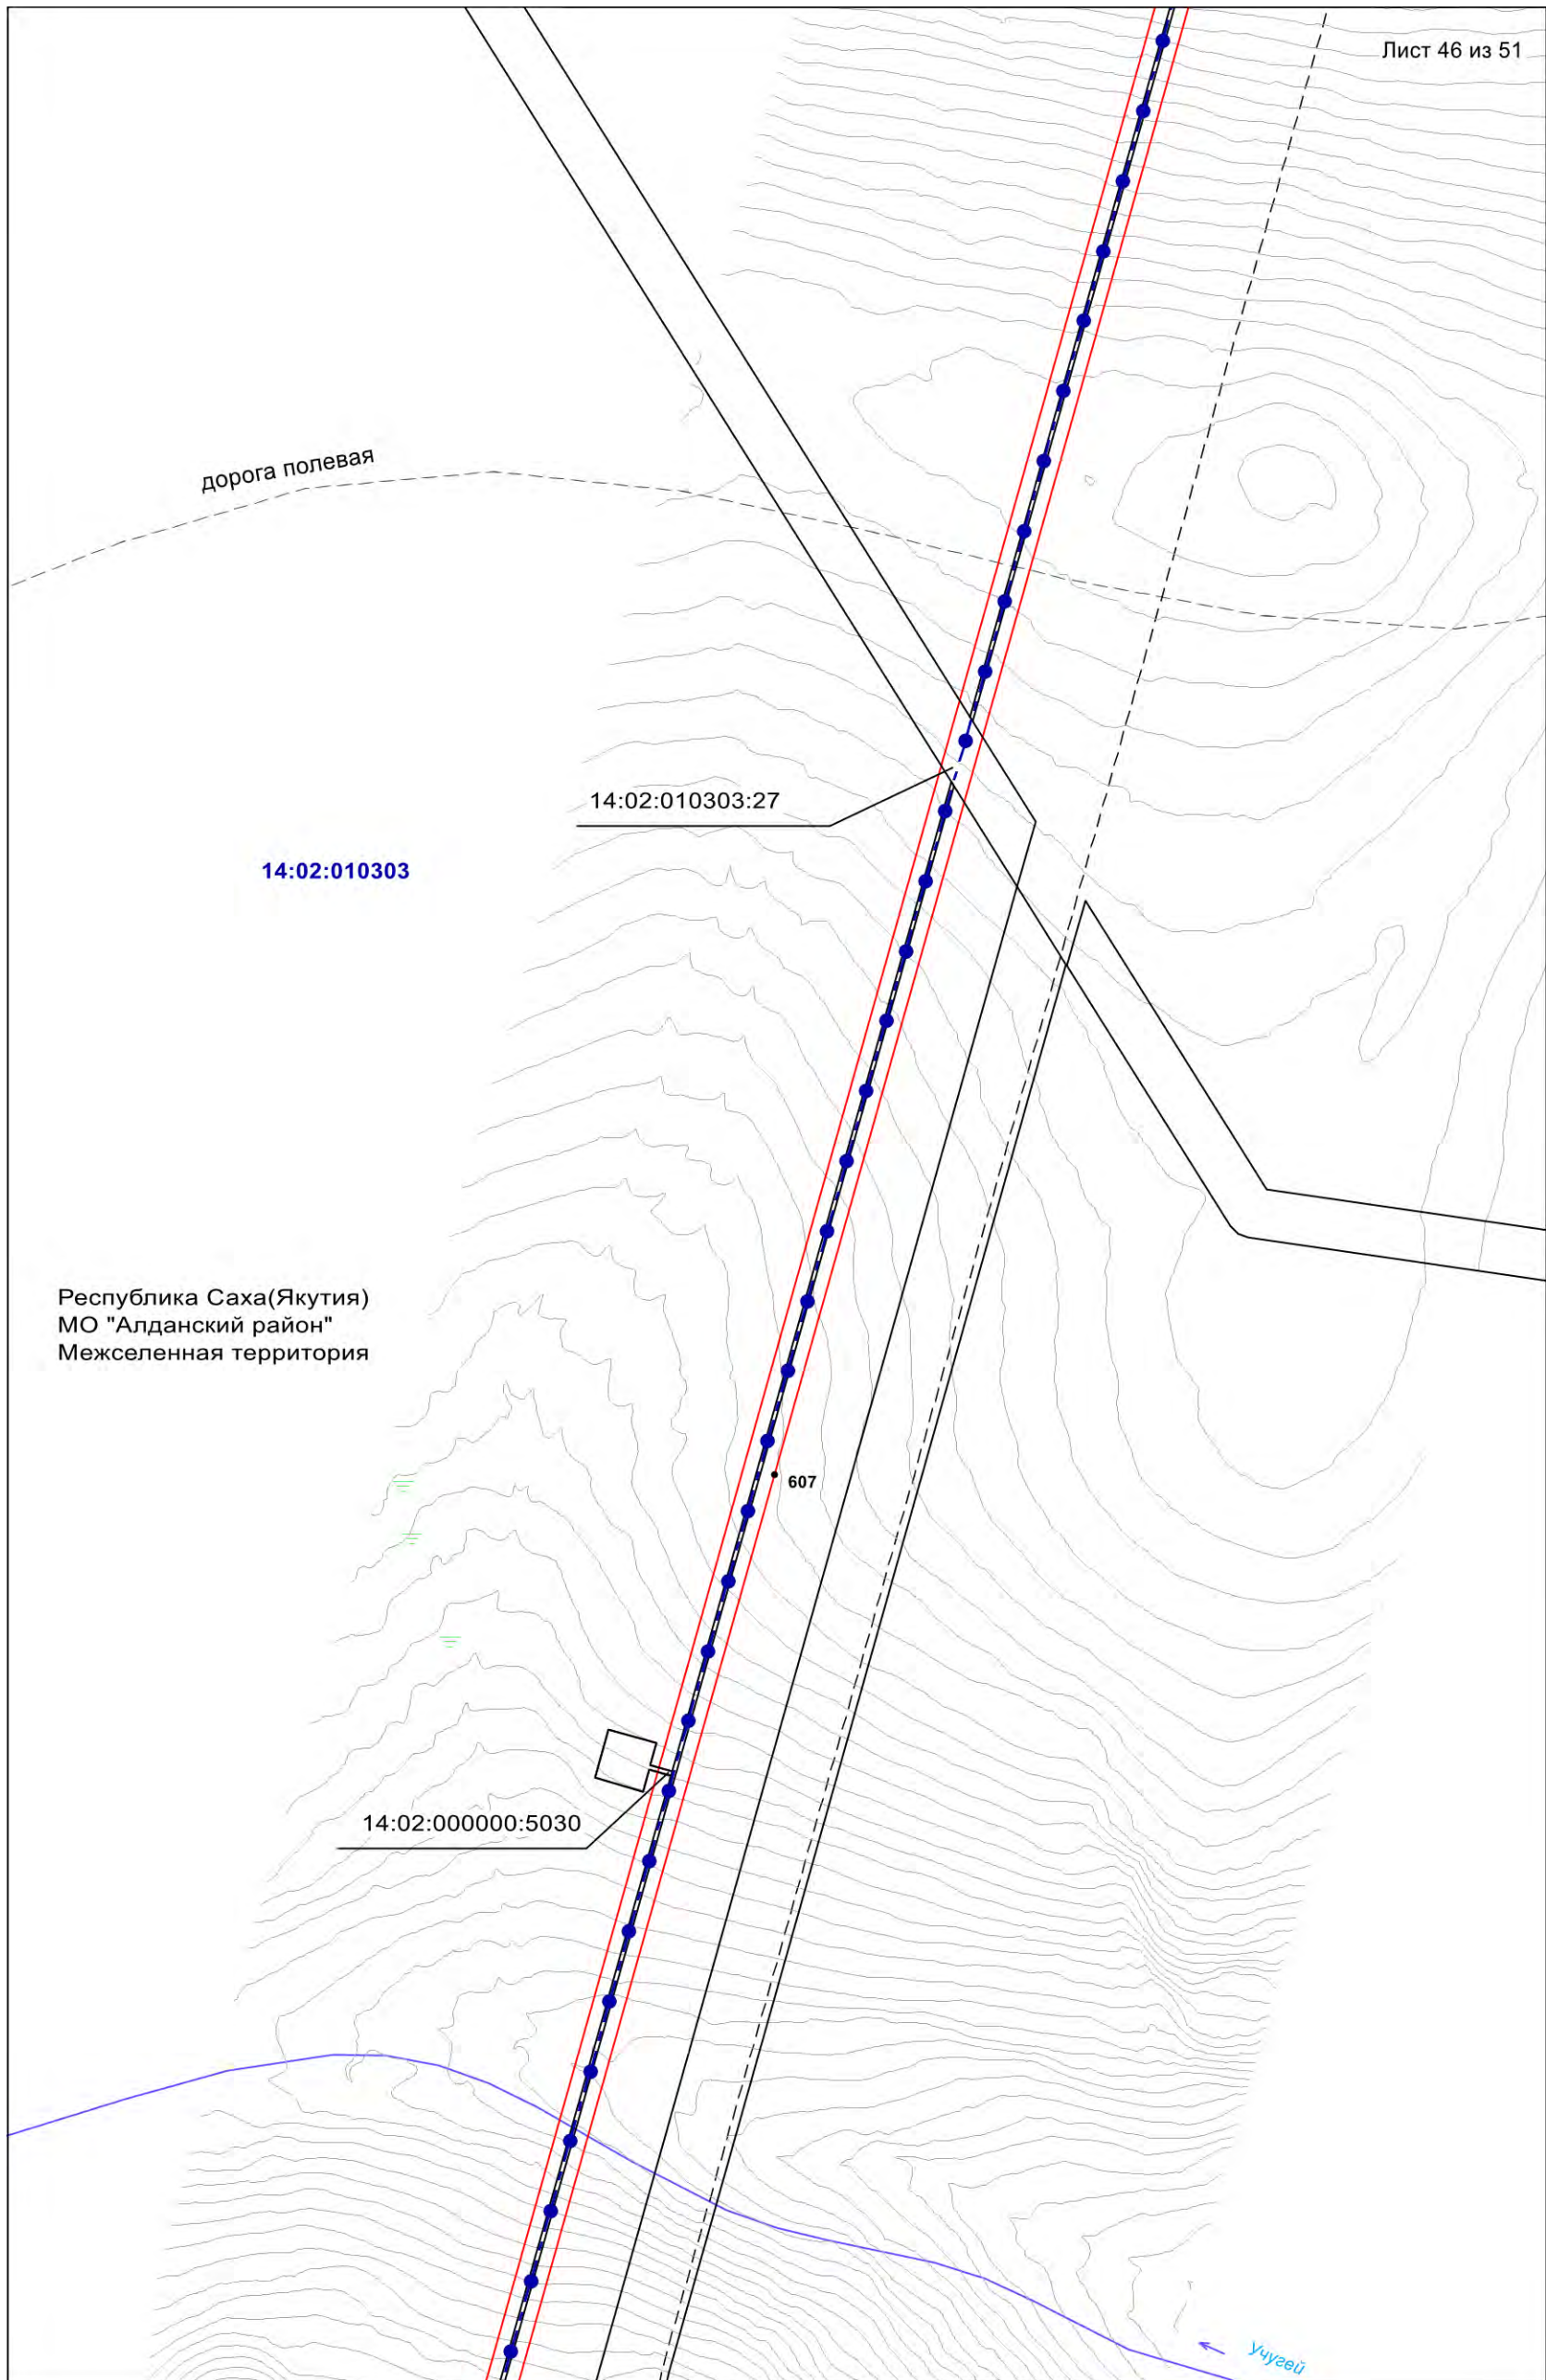 Лист 46 из 51
дорога полевая
14:02:010303:27
14:02:010303
Республика Саха(Якутия)
МО "Алданский район"
Межселенная территория
607
14:02:000000:5030
Учугей